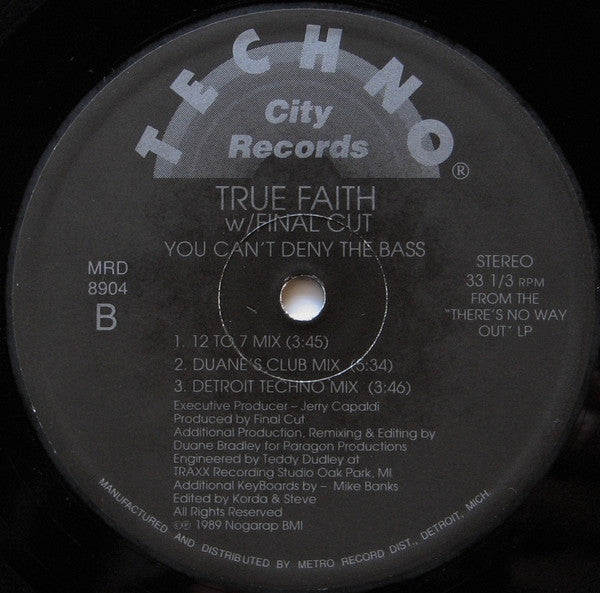 TECHNO
City
Records
®
TRUE FAITH
w/FINAL CUT
YOU CAN'T DENY THE BASS
MRD
8904
B
STEREO
33 1/3 RPM
FROM THE
"THERE'S NO WAY
OUT" LP
1. 12 TO 7 MIX (3:45)
2. DUANE'S CLUB MIX (5:34)
3. DETROIT TECHNO MIX (3:46)
Executive Producer – Jerry Capaldi
Produced by Final Cut
Additional Production, Remixing & Editing by
Duane Bradley for Paragon Productions
Engineered by Teddy Dudley at
TRAXX Recording Studio Oak Park, MI
Additional KeyBoards by – Mike Banks
Edited by Korda & Steve
All Rights Reserved
©℗ 1989 Nogarap BMI
MANUFACTURED AND DISTRIBUTED BY METRO RECORD DIST., DETROIT, MICH.